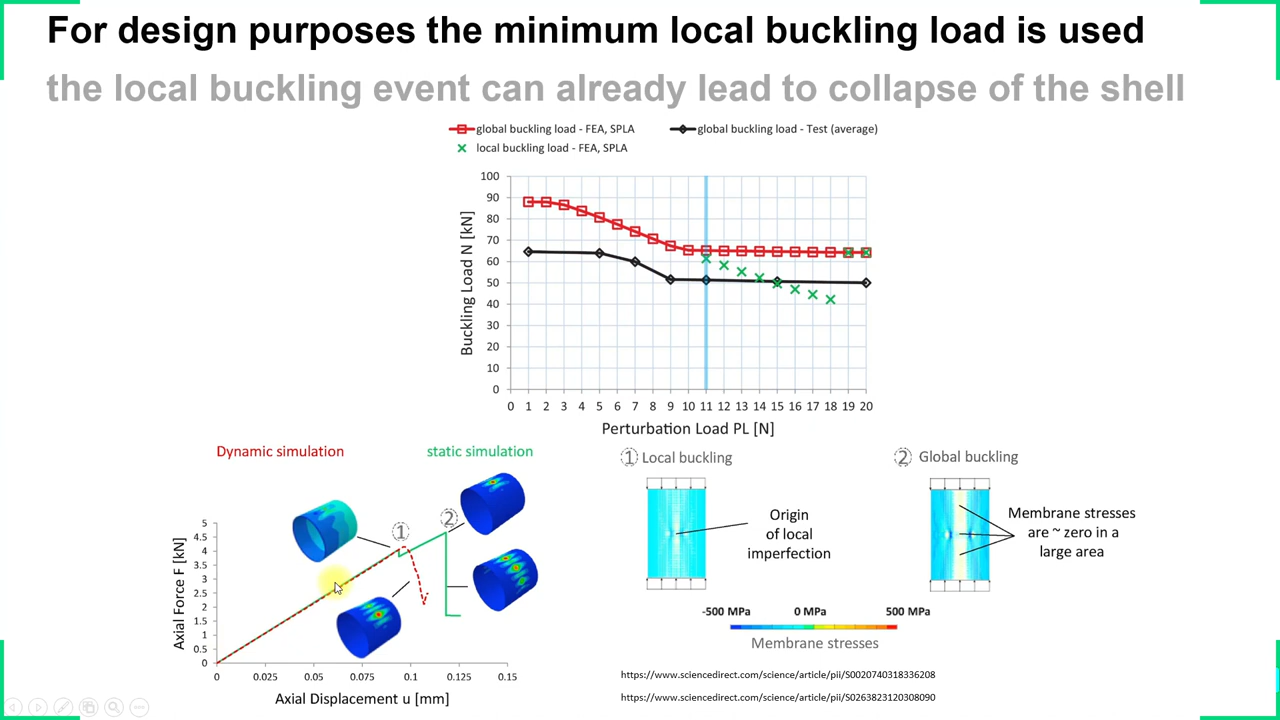 For design purposes the minimum local buckling load is used
the local buckling event can already lead to collapse of the shell
global buckling load - FEA, SPLA
global buckling load - Test (average)
local buckling load - FEA, SPLA
Buckling Load N [kN]
100
90
80
70
60
50
40
30
20
10
0
0 1 2 3 4 5 6 7 8 9 10 11 12 13 14 15 16 17 18 19 20
Perturbation Load PL [N]
Dynamic simulation
static simulation
1
2
Axial Force F [kN]
5
4.5
4
3.5
3
2.5
2
1.5
1
0.5
0
0 0.025 0.05 0.075 0.1 0.125 0.15
Axial Displacement u [mm]
1 Local buckling
Origin
of local
imperfection
2 Global buckling
Membrane stresses
are ~ zero in a
large area
-500 MPa 0 MPa 500 MPa
Membrane stresses
https://www.sciencedirect.com/science/article/pii/S0020740318336208
https://www.sciencedirect.com/science/article/pii/S0263823120308090